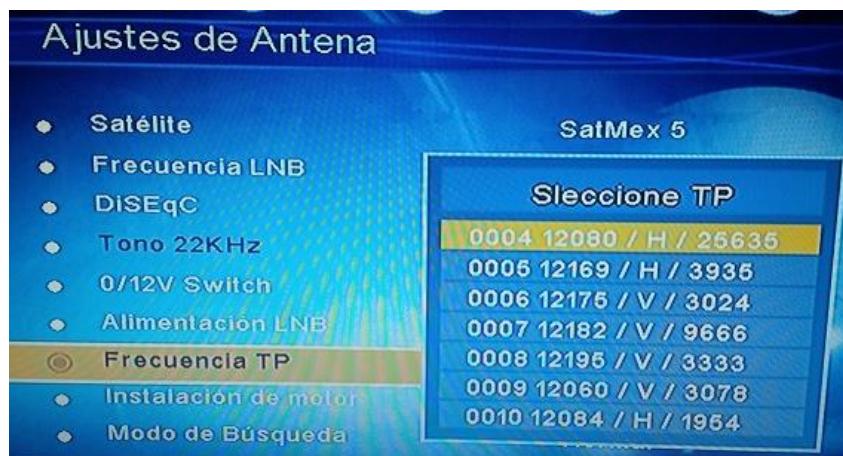 Ajustes de Antena
Satélite
SatMex 5
Frecuencia LNB
DiSEqC
Tono 22KHz
0/12V Switch
Alimentación LNB
Frecuencia TP
Instalación de motor
Modo de Búsqueda
Sleccione TP
0004 12080 / H / 25635
0005 12169 / H / 3935
0006 12175 / V / 3024
0007 12182 / V / 9666
0008 12195 / V / 3333
0009 12060 / V / 3078
0010 12084 / H / 1954